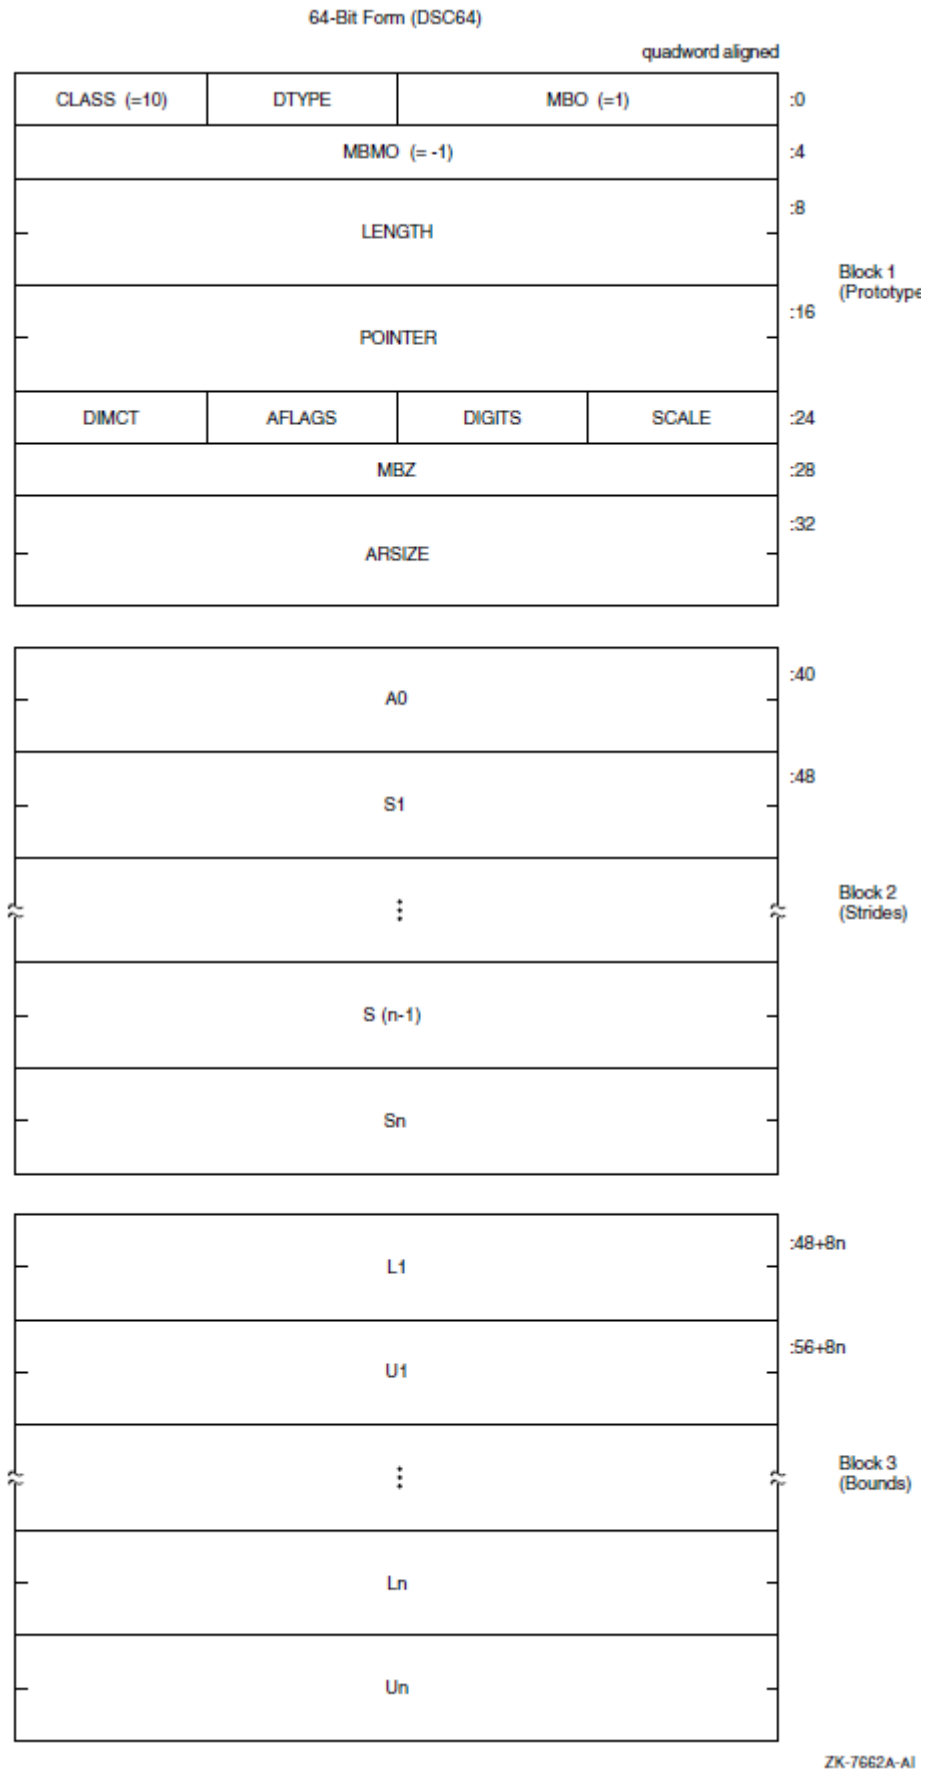 64-Bit Form (DSC64)
quadword aligned
CLASS (=10) DTYPE MBO (=1) :0
MBMO (= -1) :4
:8
LENGTH
Block 1
(Prototype
:16
POINTER
DIMCT AFLAGS DIGITS SCALE :24
MBZ :28
:32
ARSIZE
:40
A0
:48
S1
Block 2
(Strides)
S (n-1)
Sn
:48+8n
L1
:56+8n
U1
Block 3
(Bounds)
Ln
Un
ZK-7662A-AI